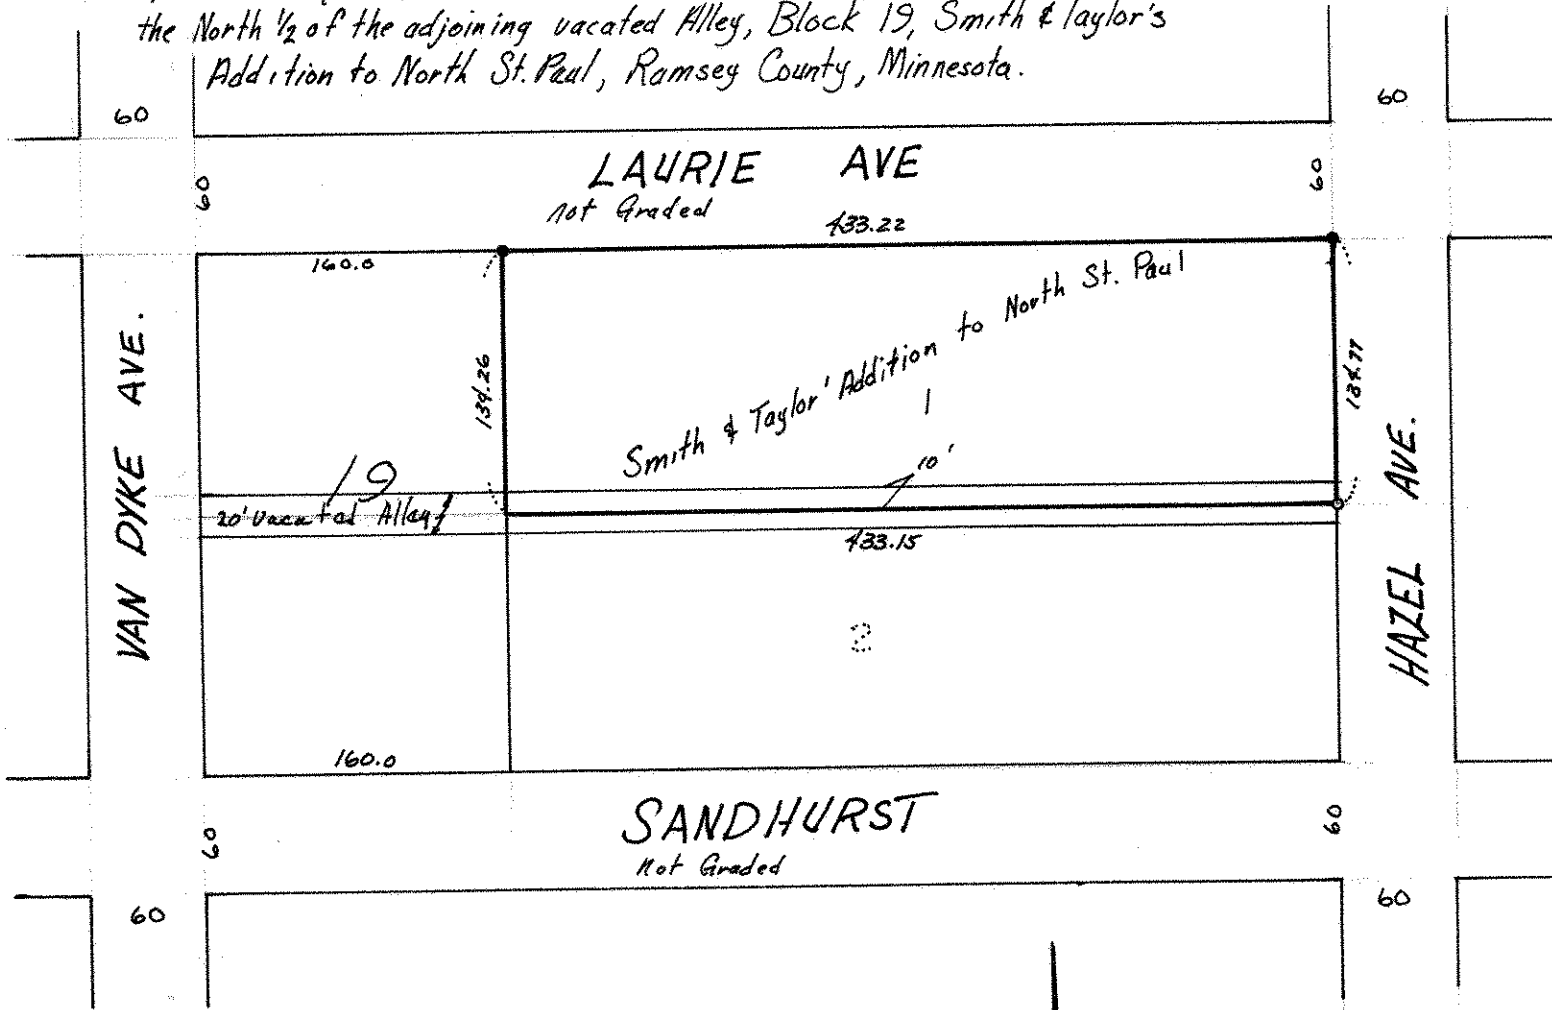 the North ½ of the adjoining vacated Alley, Block 19, Smith & Taylor's
Addition to North St. Paul, Ramsey County, Minnesota.
60
60
LAURIE AVE
60
60
not Graded
433.22
160.0
Smith & Taylor' Addition to North St. Paul
VAN DYKE AVE.
134.26
134.77
1
10'
19
HAZEL AVE.
20' Vacated Alley
433.15
2
160.0
SANDHURST
60
60
Not Graded
60
60